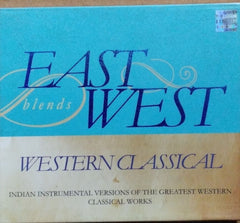 EAST
blends
WEST
WESTERN CLASSICAL
INDIAN INSTRUMENTAL VERSIONS OF THE GREATEST WESTERN
CLASSICAL WORKS